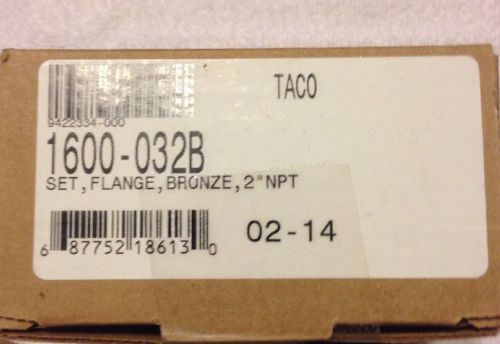 TACO
9422334-000
1600-032B
SET,FLANGE,BRONZE,2"NPT
6 87752 18613 0
02-14